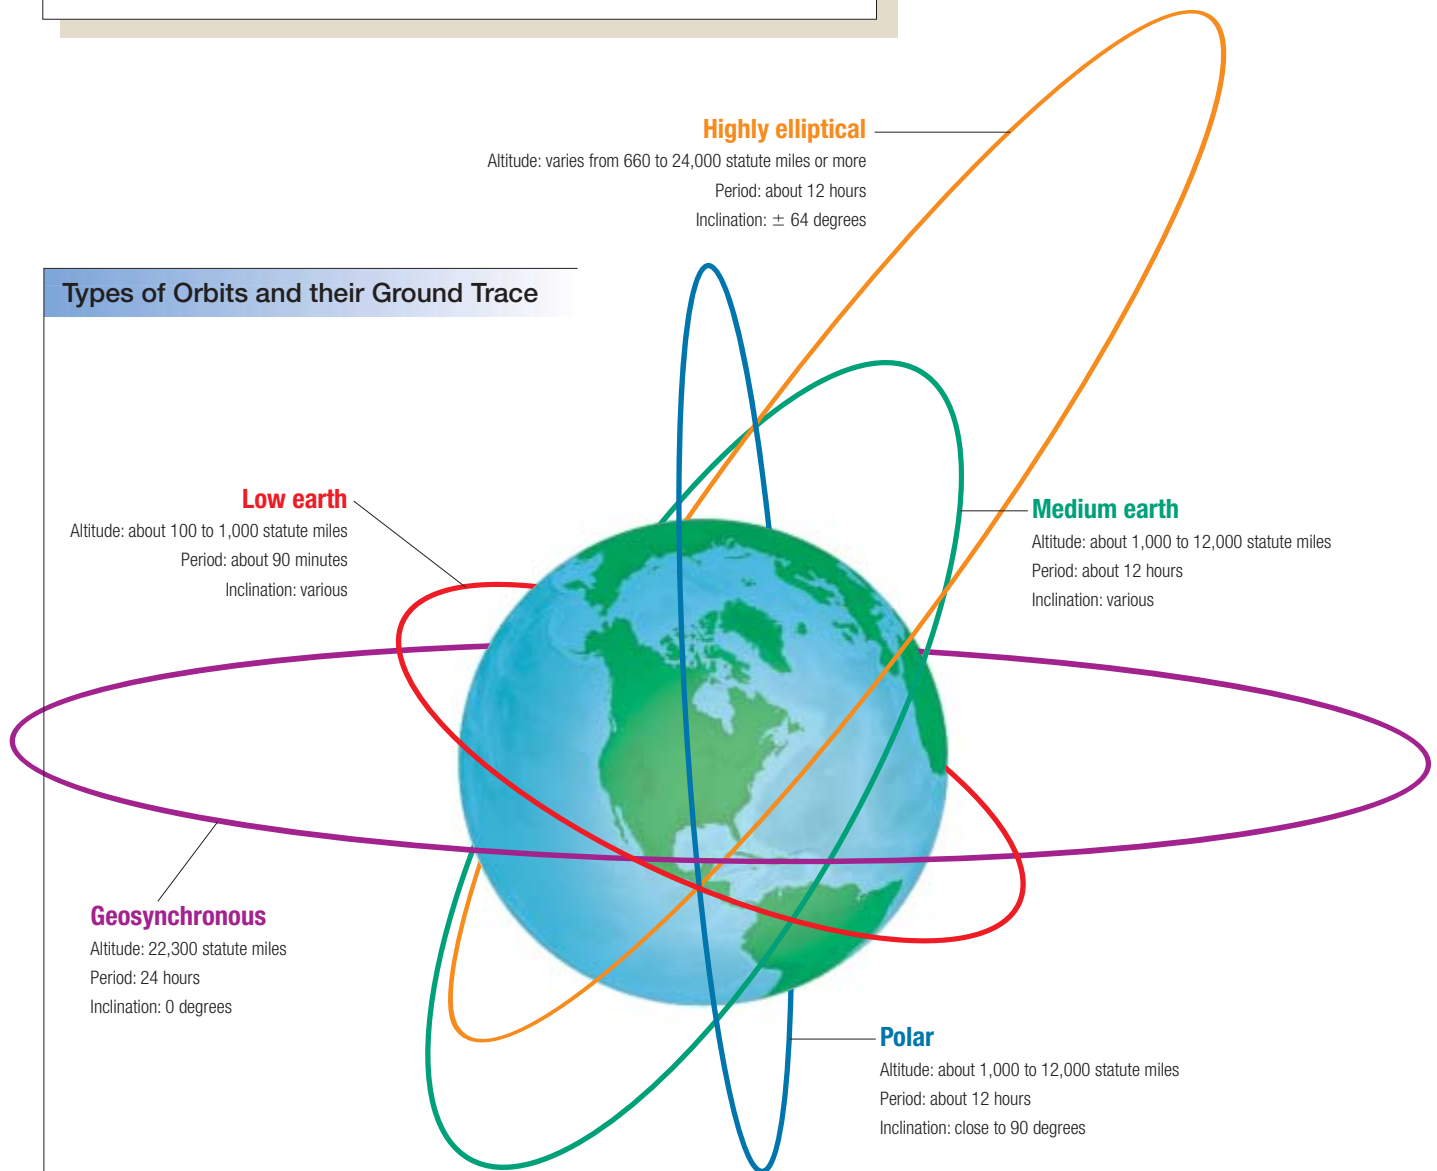 Highly elliptical
Altitude: varies from 660 to 24,000 statute miles or more
Period: about 12 hours
Inclination: ± 64 degrees
Types of Orbits and their Ground Trace
Low earth
Altitude: about 100 to 1,000 statute miles
Period: about 90 minutes
Inclination: various
Medium earth
Altitude: about 1,000 to 12,000 statute miles
Period: about 12 hours
Inclination: various
Geosynchronous
Altitude: 22,300 statute miles
Period: 24 hours
Inclination: 0 degrees
Polar
Altitude: about 1,000 to 12,000 statute miles
Period: about 12 hours
Inclination: close to 90 degrees